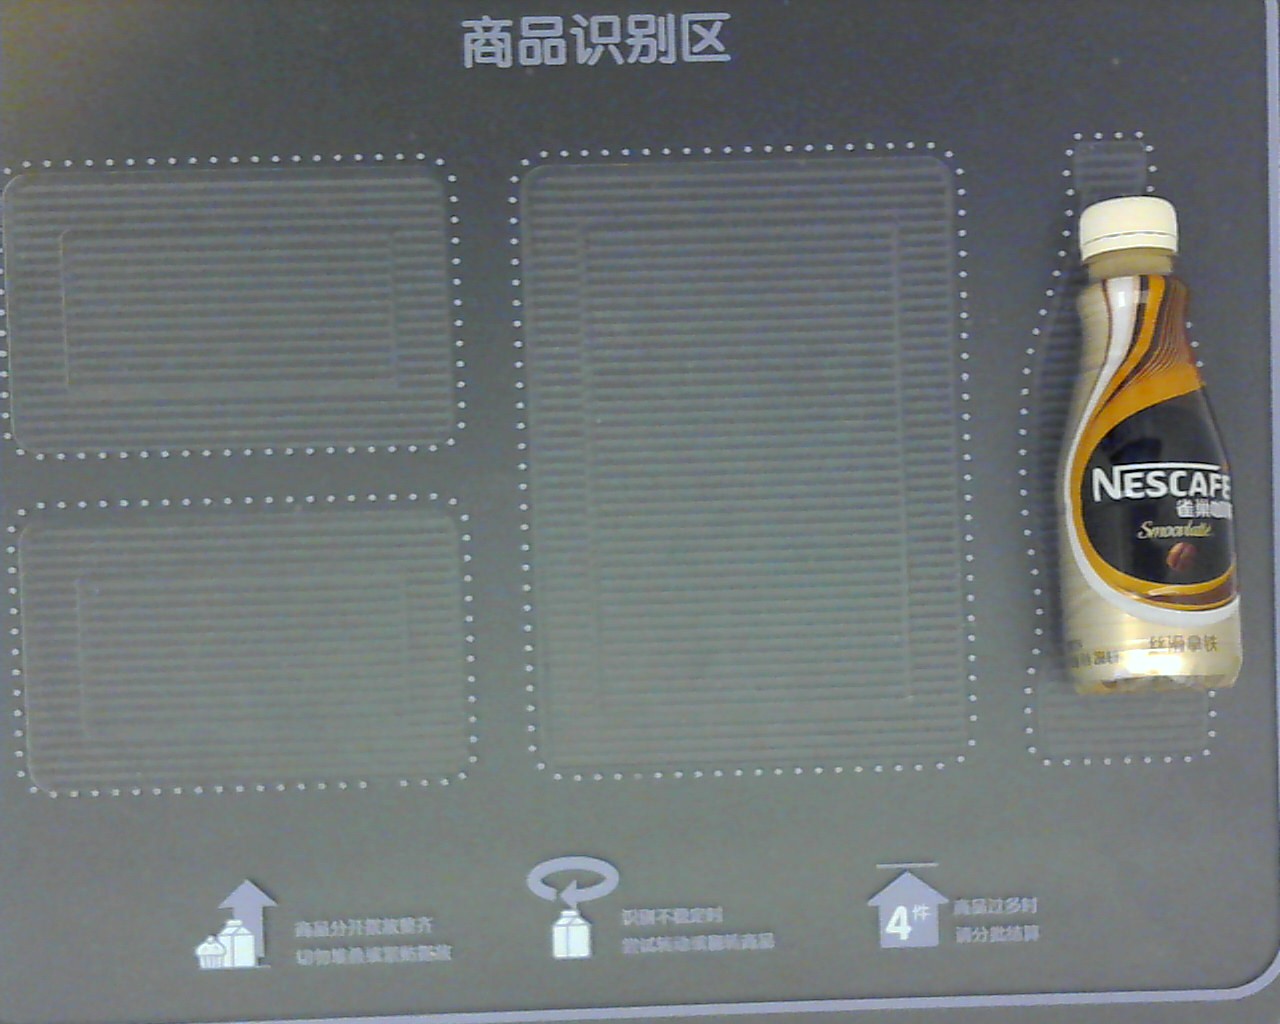 商品识别区
NESCAFE
雀巢咖啡
Smoovlatté
丝滑拿铁
商品分开摆放整齐
切勿堆叠或紧贴摆放
识别不稳定时
尝试转动或翻转商品
4件
商品过多时
请分批结算